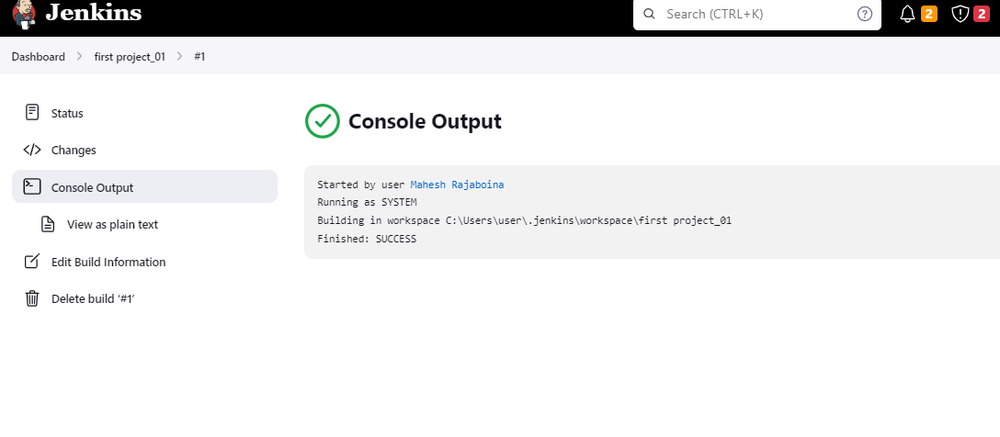 Jenkins
Search (CTRL+K)
?
2
2
Dashboard > first project_01 > #1
Status
Changes
Console Output
View as plain text
Edit Build Information
Delete build ‘#1’
Console Output
Started by user Mahesh Rajaboina
Running as SYSTEM
Building in workspace C:\Users\user\.jenkins\workspace\first project_01
Finished: SUCCESS